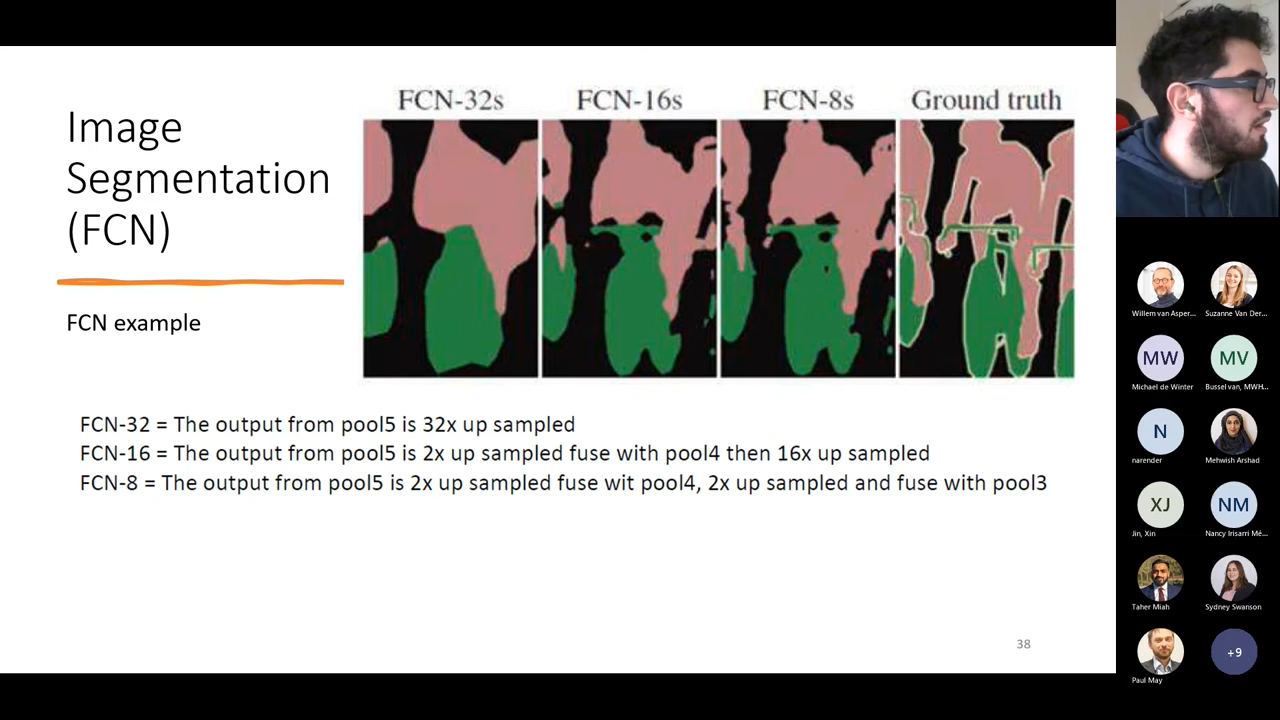 Image
Segmentation
(FCN)
FCN example
FCN-32s
FCN-16s
FCN-8s
Ground truth
FCN-32 = The output from pool5 is 32x up sampled
FCN-16 = The output from pool5 is 2x up sampled fuse with pool4 then 16x up sampled
FCN-8 = The output from pool5 is 2x up sampled fuse wit pool4, 2x up sampled and fuse with pool3
38
Willem van Asper...
Suzanne Van Der...
MW
Michael de Winter
MV
Bussel van, MWH...
N
narender
Mehwish Arshad
XJ
Jin, Xin
NM
Nancy Irisarri Mé...
Taher Miah
Sydney Swanson
Paul May
+9